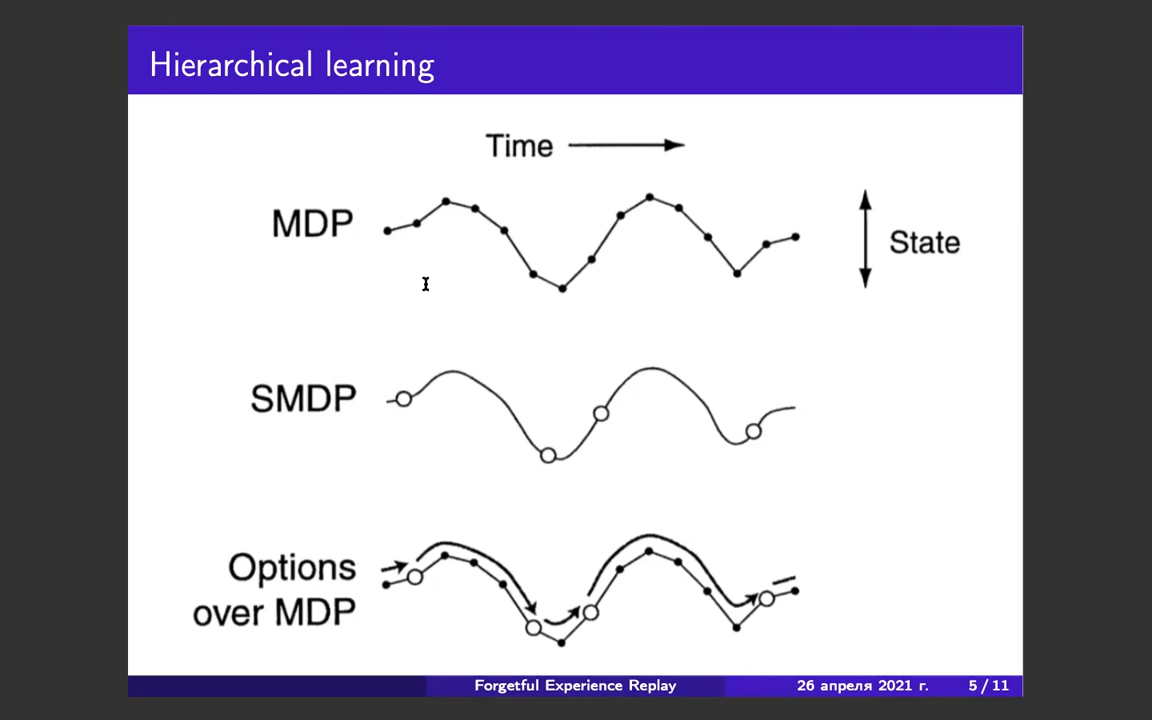 Hierarchical learning
Time
MDP
State
SMDP
Options
over MDP
Forgetful Experience Replay
26 апреля 2021 г.
5 / 11